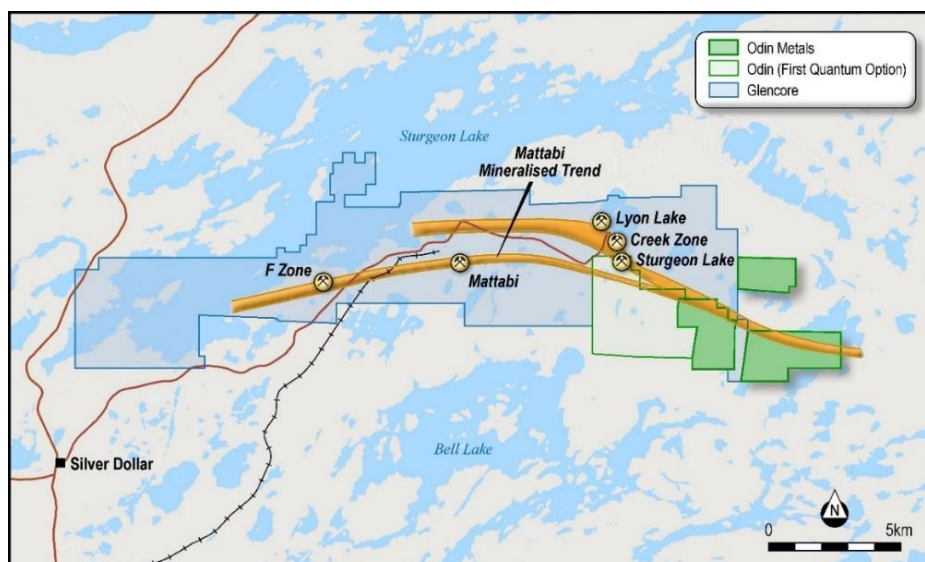 Odin Metals
Odin (First Quantum Option)
Glencore
Sturgeon Lake
Mattabi
Mineralised Trend
Lyon Lake
Creek Zone
Sturgeon Lake
F Zone
Mattabi
Bell Lake
Silver Dollar
N
0 5km